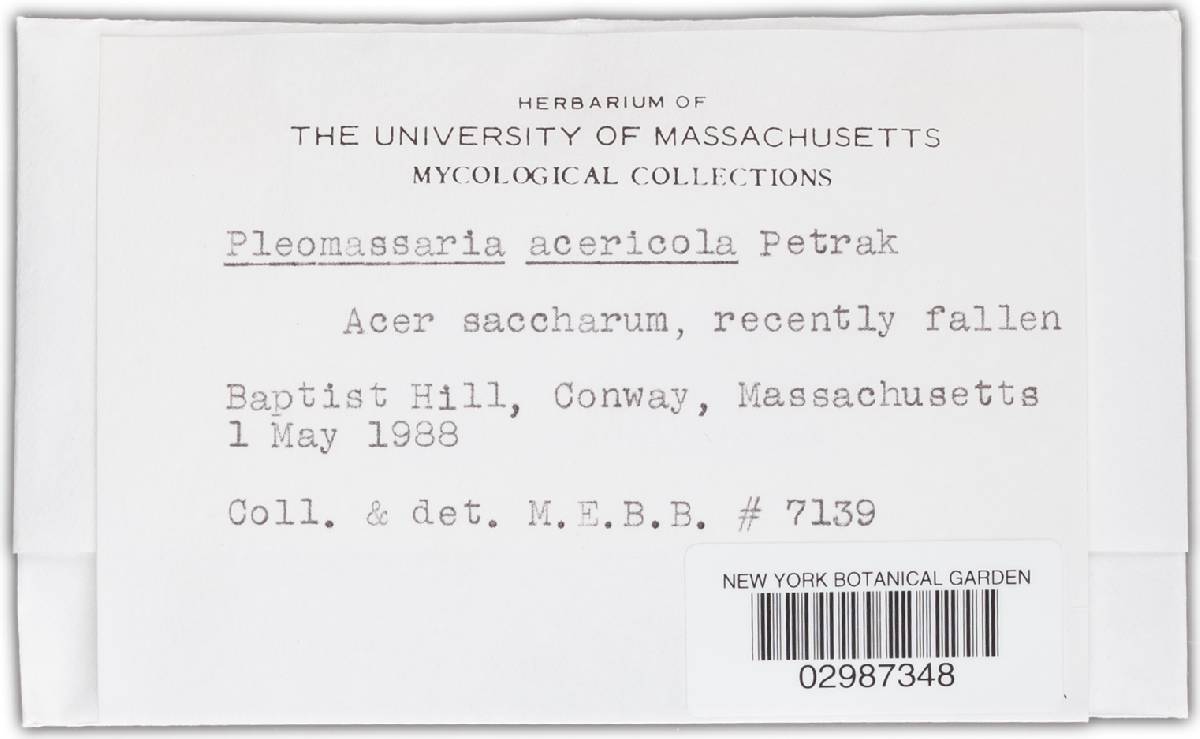 HERBARIUM OF
THE UNIVERSITY OF MASSACHUSETTS
MYCOLOGICAL COLLECTIONS
Pleomassaria acericola Petrak
Acer saccharum, recently fallen
Baptist Hill, Conway, Massachusetts
1 May 1988
Coll. & det. M.E.B.B. # 7139
NEW YORK BOTANICAL GARDEN
02987348